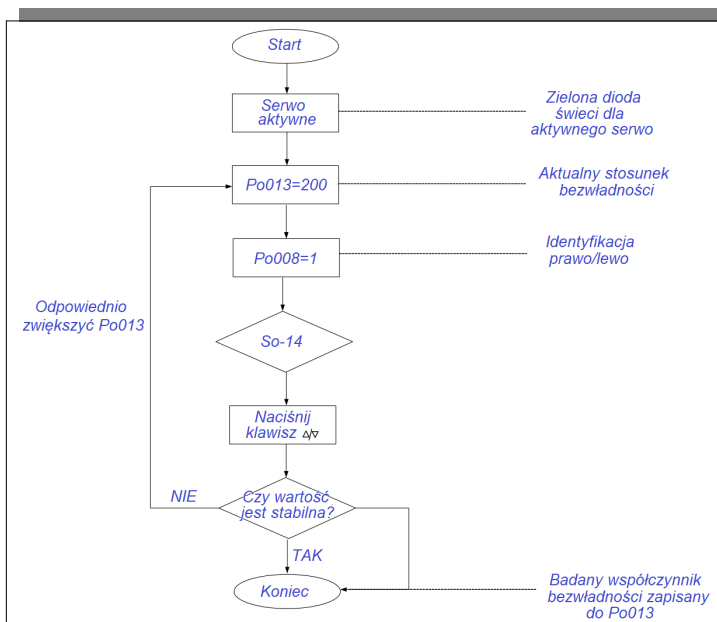 Start
Serwo
aktywne
Zielona dioda
świeci dla
aktywnego serwo
Po013=200
Aktualny stosunek
bezwładności
Po008=1
Identyfikacja
prawo/lewo
Odpowiednio
zwiększyć Po013
So-14
Naciśnij
klawisz △/▽
NIE
Czy wartość
jest stabilna?
TAK
Koniec
Badany współczynnik
bezwładności zapisany
do Po013